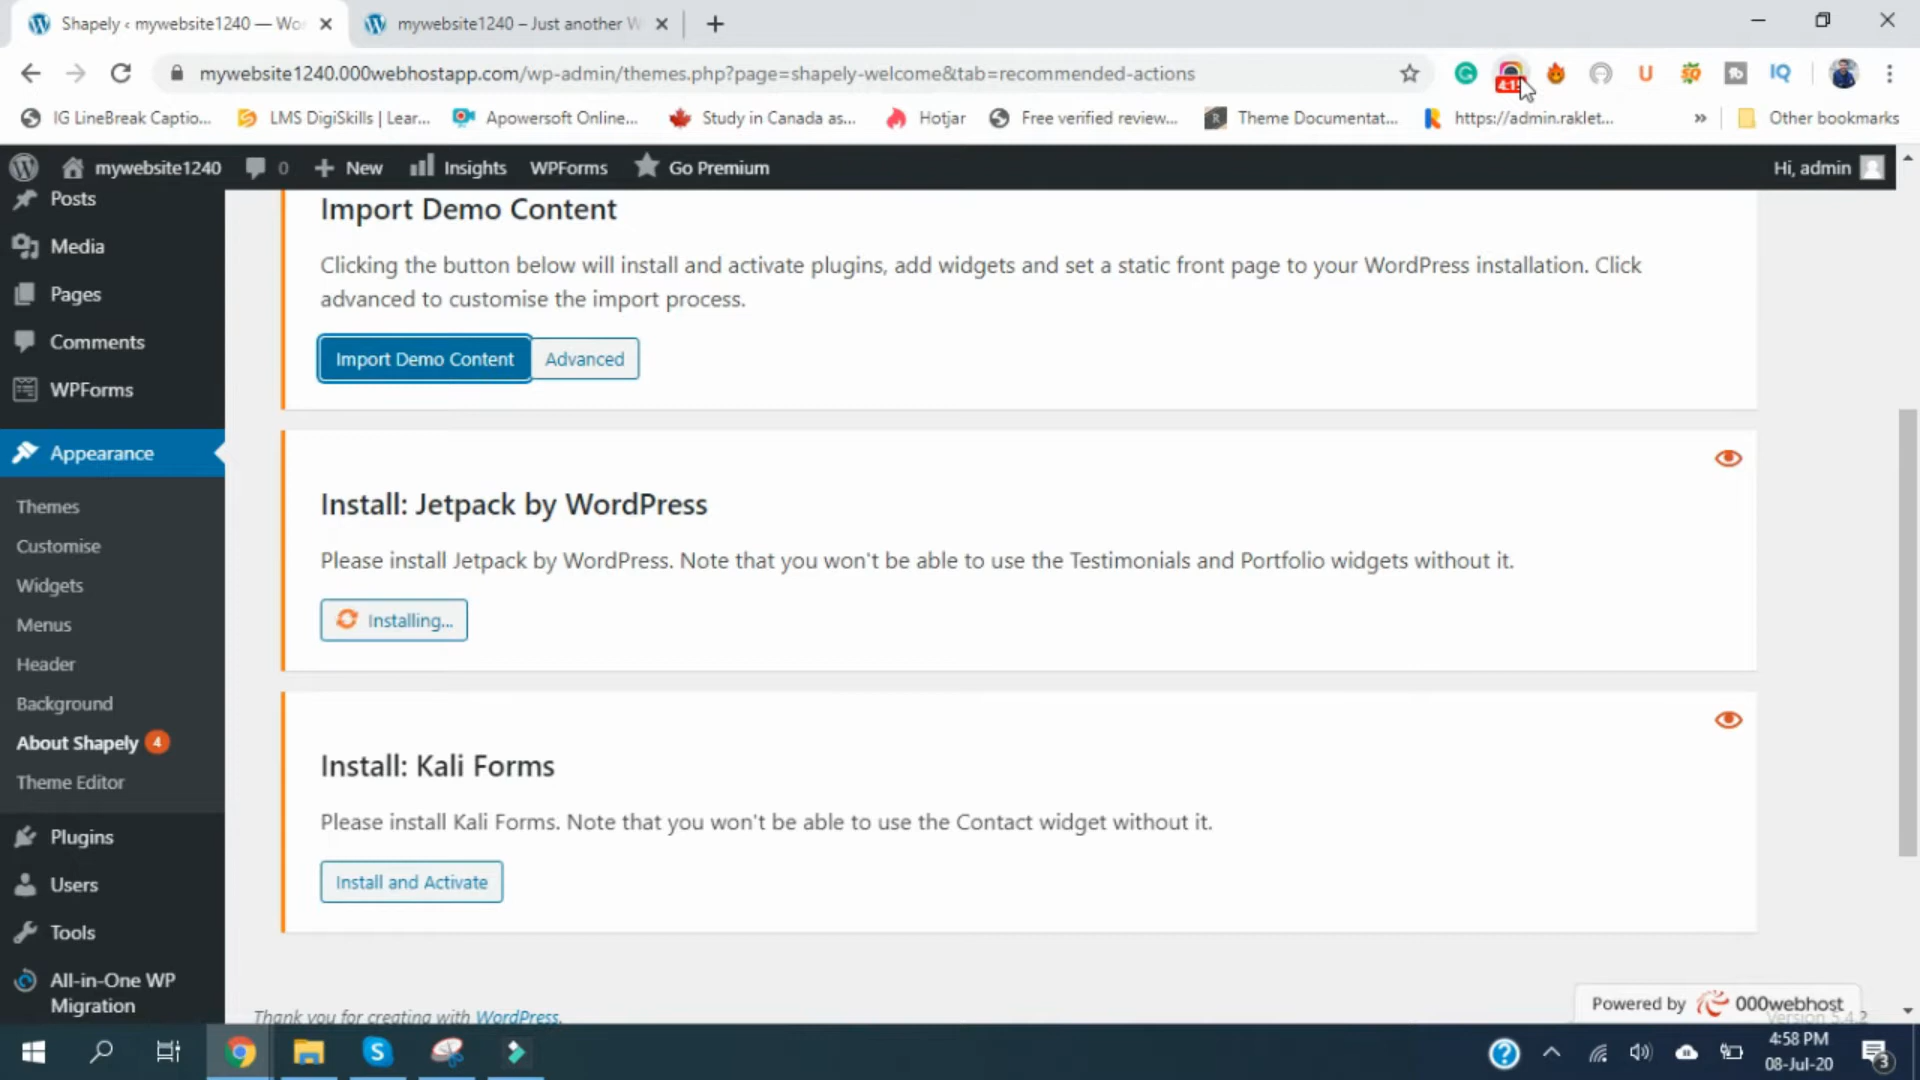 Shapely ‹ mywebsite1240 — Wo
mywebsite1240 – Just another W
mywebsite1240.000webhostapp.com/wp-admin/themes.php?page=shapely-welcome&tab=recommended-actions
IG LineBreak Captio...
LMS DigiSkills | Lear...
Apowersoft Online...
Study in Canada as...
Hotjar
Free verified review...
Theme Documentat...
https://admin.raklet...
»
Other bookmarks
mywebsite1240
0
New
Insights
WPForms
Go Premium
Hi, admin
Posts
Media
Pages
Comments
WPForms
Appearance
Themes
Customise
Widgets
Menus
Header
Background
About Shapely 4
Theme Editor
Plugins
Users
Tools
All-in-One WP
Migration
Import Demo Content
Clicking the button below will install and activate plugins, add widgets and set a static front page to your WordPress installation. Click
advanced to customise the import process.
Import Demo Content
Advanced
Install: Jetpack by WordPress
Please install Jetpack by WordPress. Note that you won't be able to use the Testimonials and Portfolio widgets without it.
Installing...
Install: Kali Forms
Please install Kali Forms. Note that you won't be able to use the Contact widget without it.
Install and Activate
Thank you for creating with WordPress.
Powered by 000webhost
Version 5.4.2
4:58 PM
08-Jul-20
3